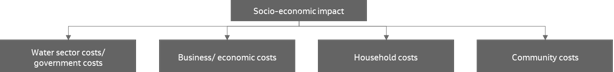 Socio-economic impact
Water sector costs/
government costs
Business/ economic costs
Household costs
Community costs